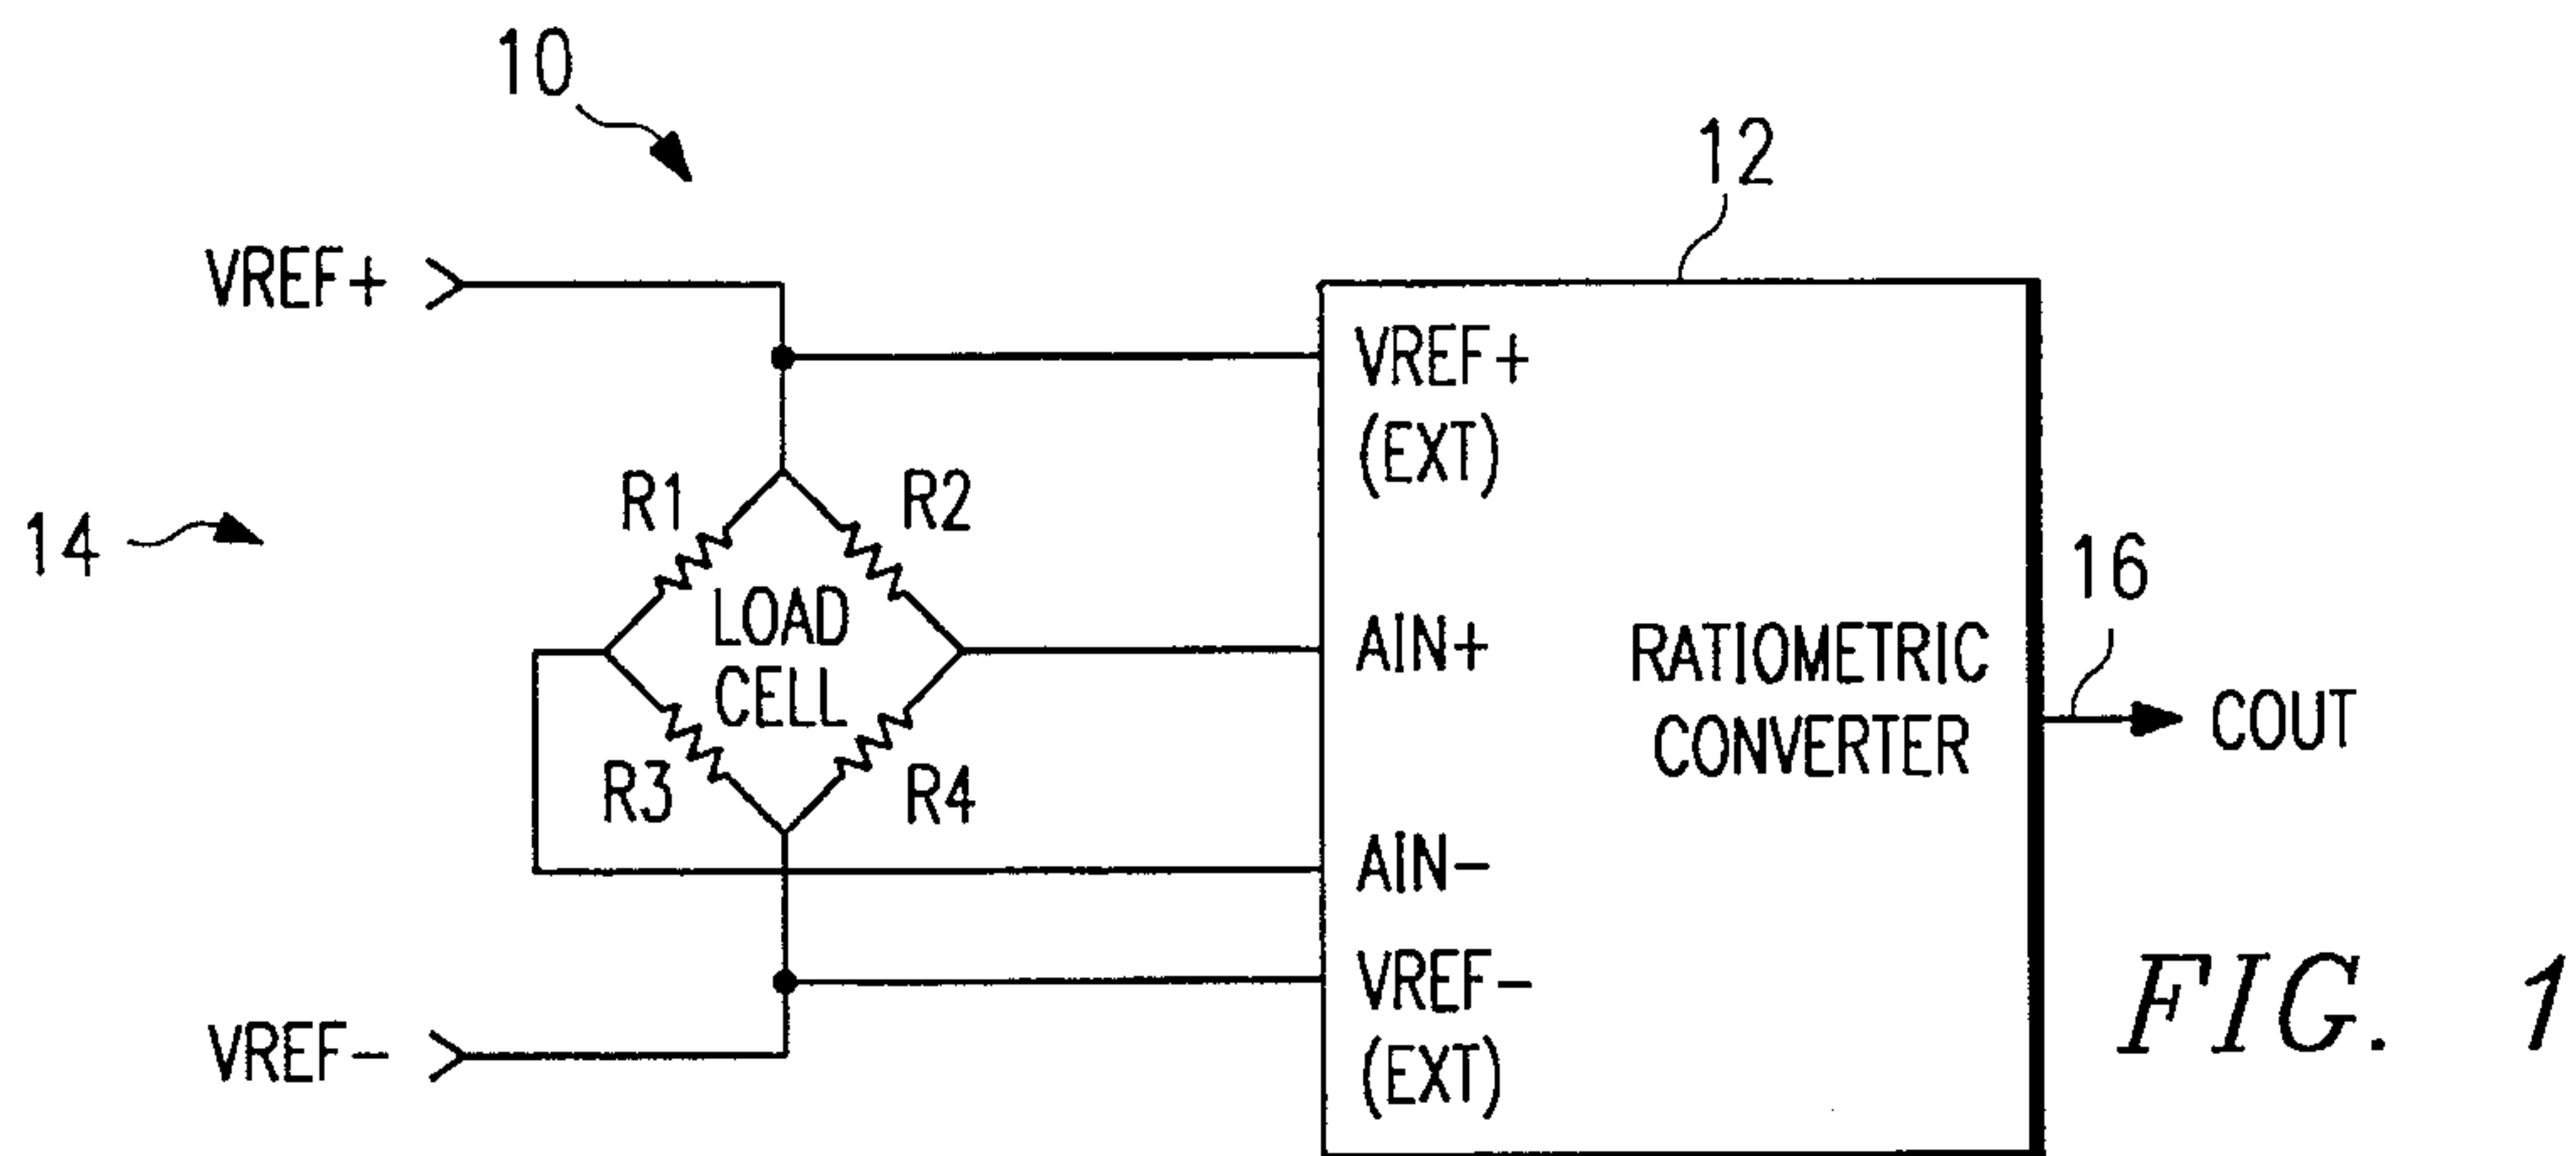 10
12
VREF+
VREF+
(EXT)
R1
R2
14
LOAD
CELL
AIN+
RATIOMETRIC
CONVERTER
16
COUT
R3
R4
AIN-
VREF-
(EXT)
VREF-
FIG. 1